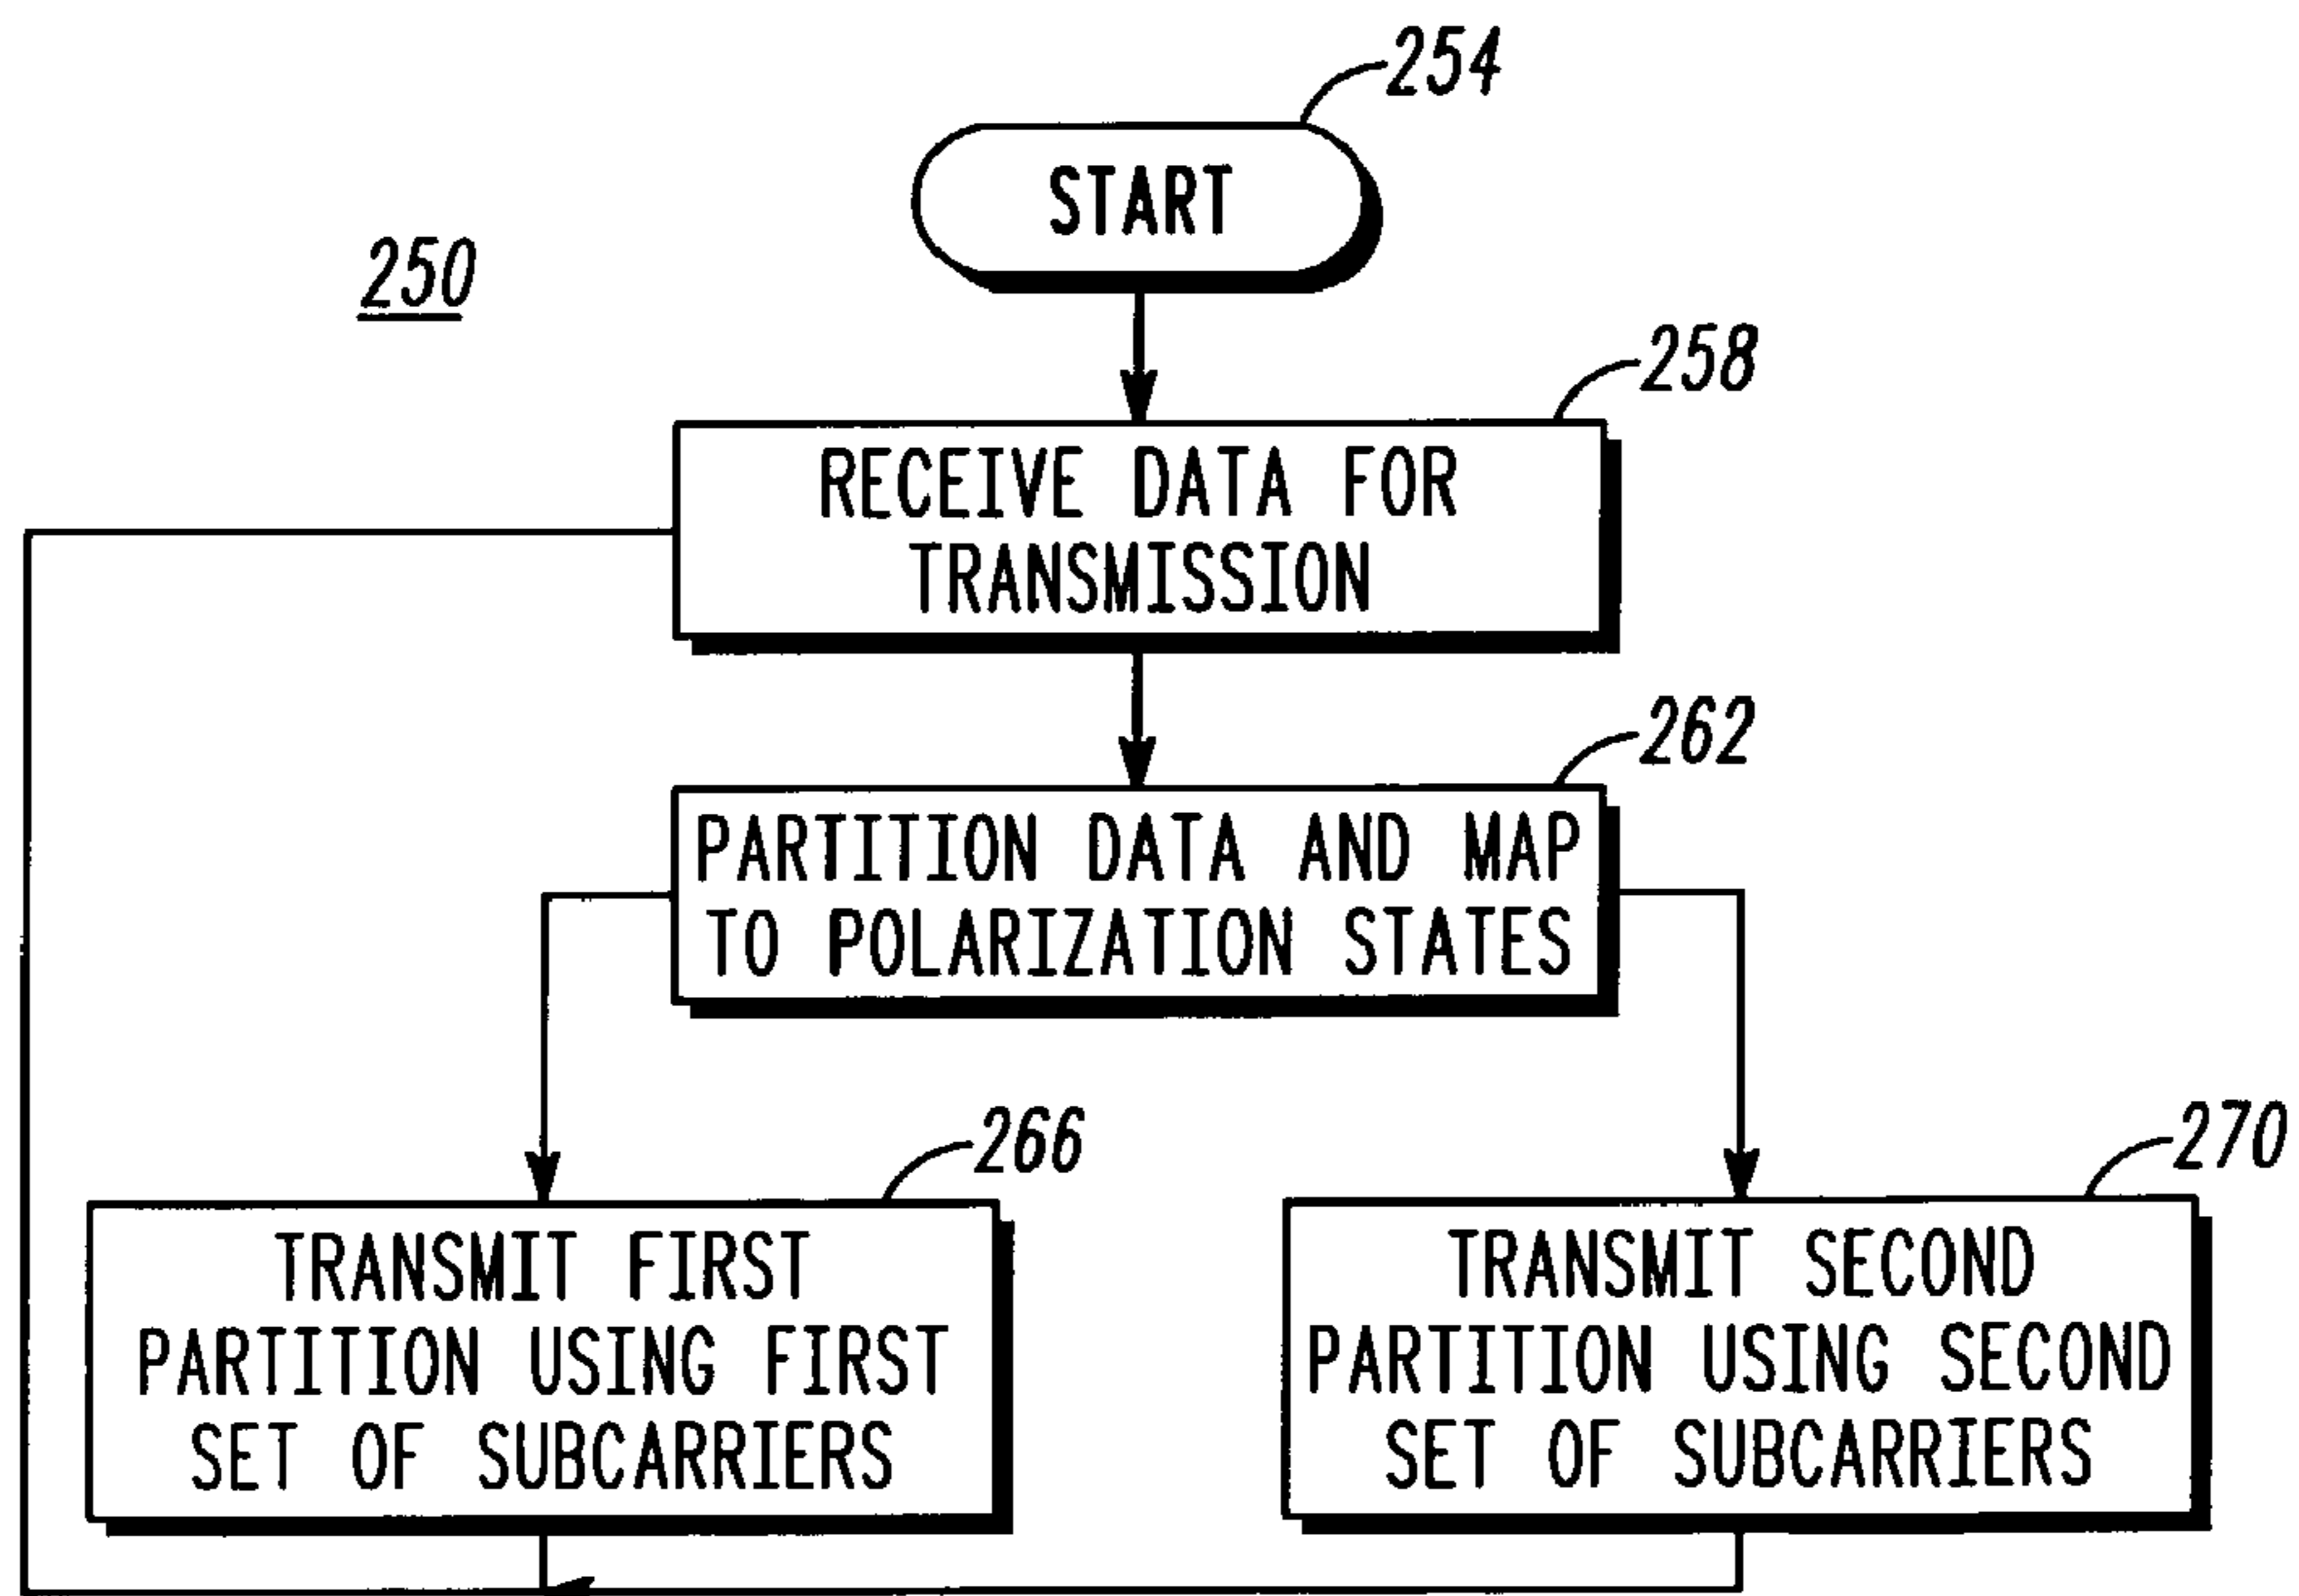 254
START
250
258
RECEIVE DATA FOR
TRANSMISSION
262
PARTITION DATA AND MAP
TO POLARIZATION STATES
266
270
TRANSMIT FIRST
PARTITION USING FIRST
SET OF SUBCARRIERS
TRANSMIT SECOND
PARTITION USING SECOND
SET OF SUBCARRIERS